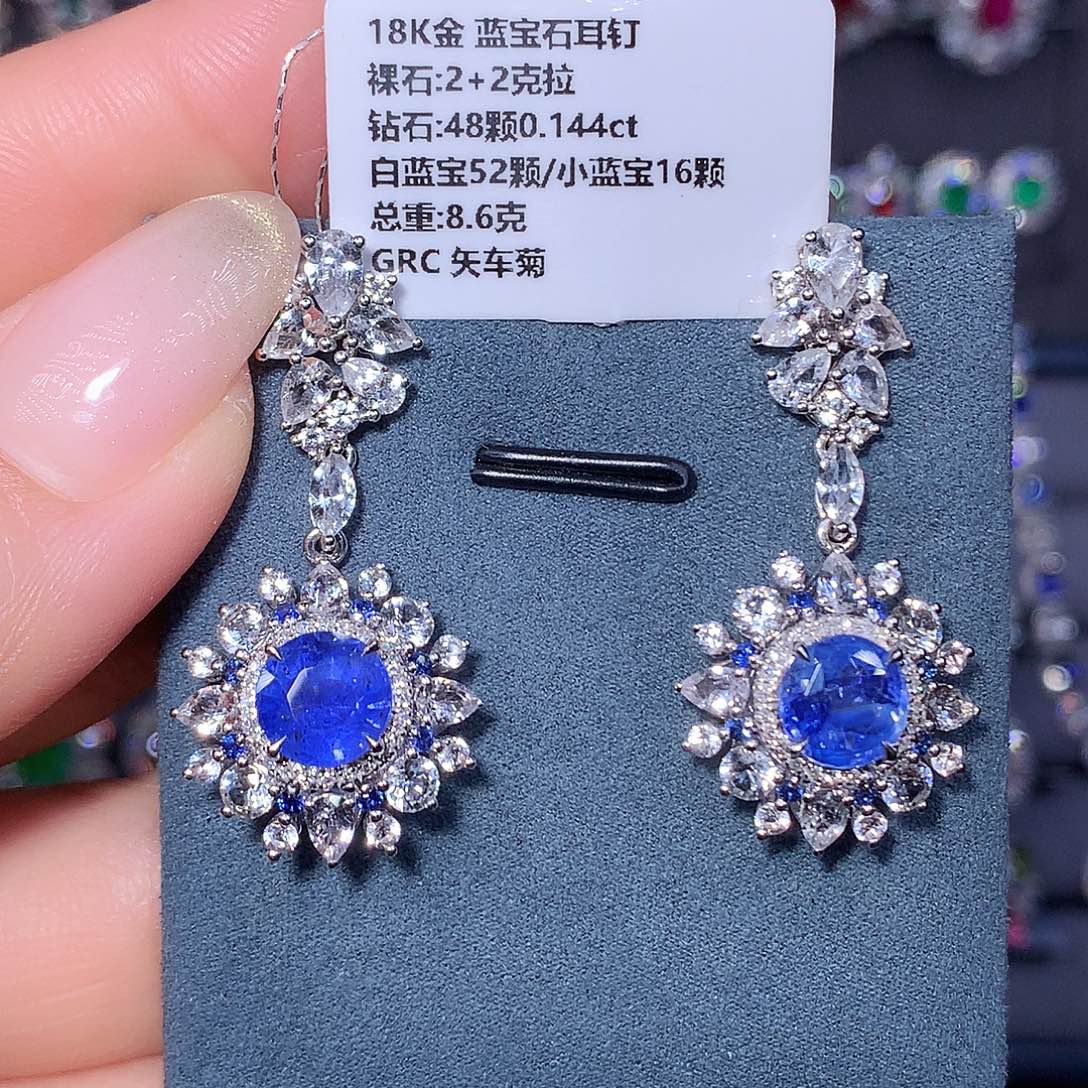 18K金 蓝宝石耳钉
裸石:2+2克拉
钻石:48颗0.144ct
白蓝宝52颗/小蓝宝16颗
总重:8.6克
GRC 矢车菊